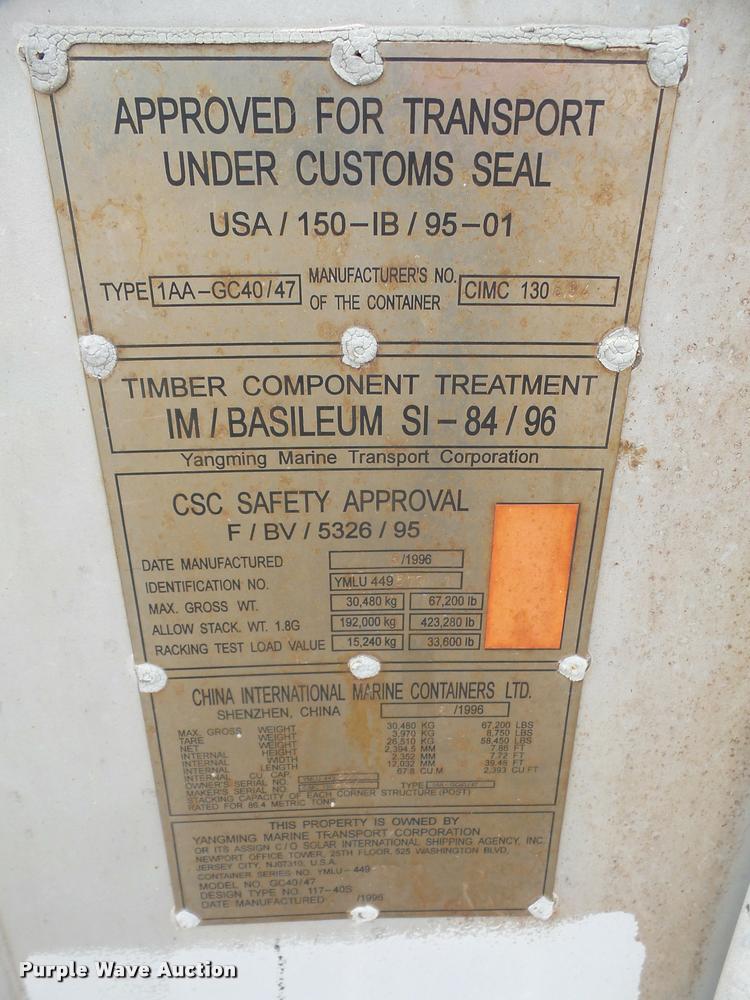 APPROVED FOR TRANSPORT
UNDER CUSTOMS SEAL
USA / 150-IB / 95-01
TYPE 1AA-GC40/47 MANUFACTURER'S NO. OF THE CONTAINER CIMC 130
TIMBER COMPONENT TREATMENT
IM / BASILEUM SI-84 / 96
Yangming Marine Transport Corporation
CSC SAFETY APPROVAL
F / BV / 5326 / 95
DATE MANUFACTURED /1996
IDENTIFICATION NO. YMLU 449
MAX. GROSS WT. 30,480 kg 67,200 lb
ALLOW STACK. WT. 1.8G 192,000 kg 423,280 lb
RACKING TEST LOAD VALUE 15,240 kg 33,600 lb
CHINA INTERNATIONAL MARINE CONTAINERS LTD.
SHENZHEN, CHINA /1996
MAX. GROSS WEIGHT 30,480 KG 67,200 LBS
TARE WEIGHT 3,970 KG 8,750 LBS
NET WEIGHT 26,510 KG 58,450 LBS
INTERNAL HEIGHT 2,394.5 MM 7.86 FT
INTERNAL WIDTH 2,352 MM 7.72 FT
INTERNAL LENGTH 12,032 MM 39.48 FT
INTERNAL CU CAP. 67.8 CU.M 2,393 CU FT
OWNER'S SERIAL NO. YMLU 449
MAKER'S SERIAL NO. TYPE 1AA-GC40/47
STACKING CAPACITY OF EACH CORNER STRUCTURE (POST)
RATED FOR 86.4 METRIC TONS
THIS PROPERTY IS OWNED BY
YANGMING MARINE TRANSPORT CORPORATION
OR ITS ASSIGN C/O SOLAR INTERNATIONAL SHIPPING AGENCY, INC.
NEWPORT OFFICE TOWER, 25TH FLOOR, 525 WASHINGTON BLVD,
JERSEY CITY, NJ07310, U.S.A.
CONTAINER SERIES NO. YMLU-449
MODEL NO. GC40/47
DESIGN TYPE NO. 117-40S
DATE MANUFACTURED /1996
Purple Wave Auction